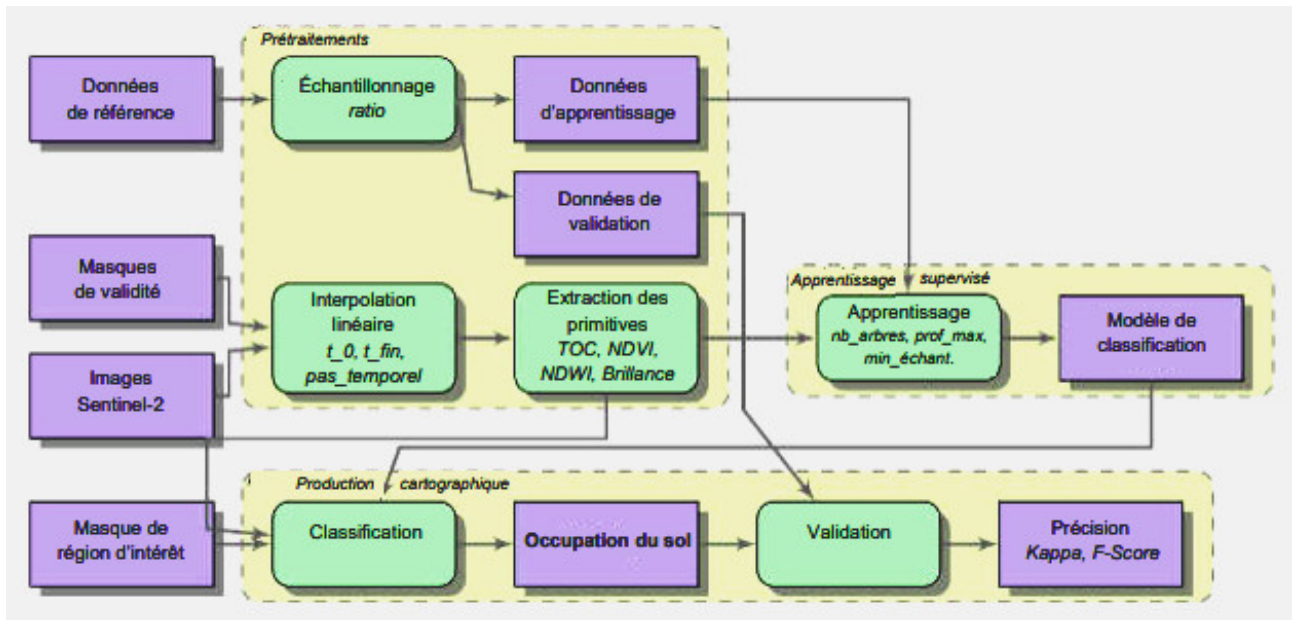 Prétraitements
Données
de référence
Échantillonnage
ratio
Données
d'apprentissage
Données de
validation
Masques
de validité
Interpolation
linéaire
t_0, t_fin,
pas_temporel
Extraction des
primitives
TOC, NDVI,
NDWI, Brillance
Images
Sentinel-2
Apprentissage supervisé
Apprentissage
nb_arbres, prof_max,
min_échant.
Modèle de
classification
Production cartographique
Masque de
région d'intérêt
Classification
Occupation du sol
Validation
Précision
Kappa, F-Score